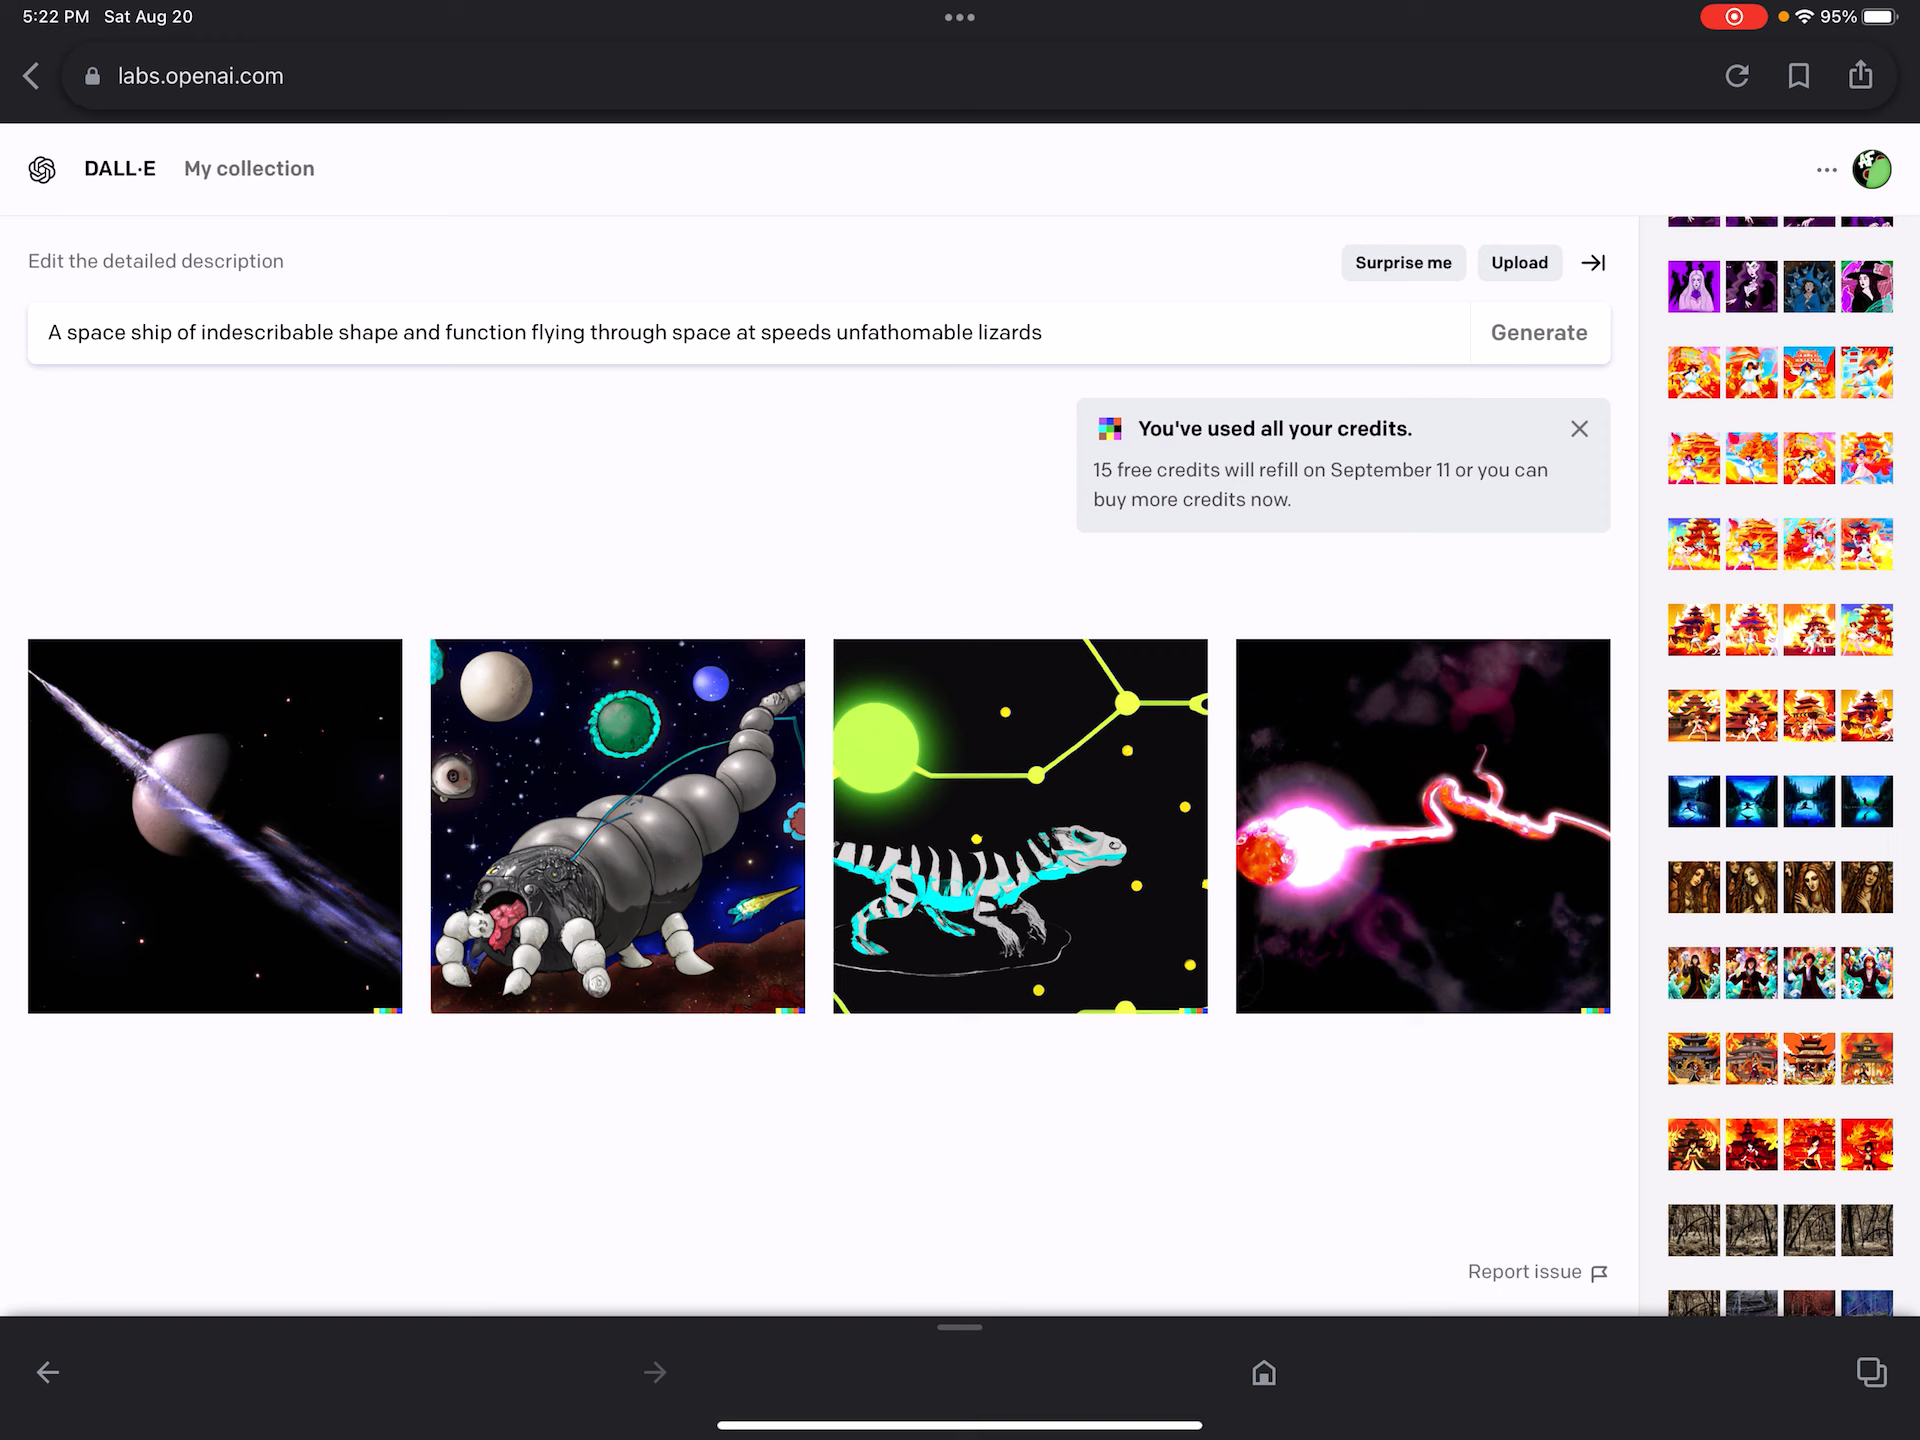 5:22 PM Sat Aug 20
95%
labs.openai.com
DALL·E My collection
AF
Edit the detailed description
Surprise me
Upload
A space ship of indescribable shape and function flying through space at speeds unfathomable lizards
Generate
You've used all your credits.
15 free credits will refill on September 11 or you can
buy more credits now.
Report issue